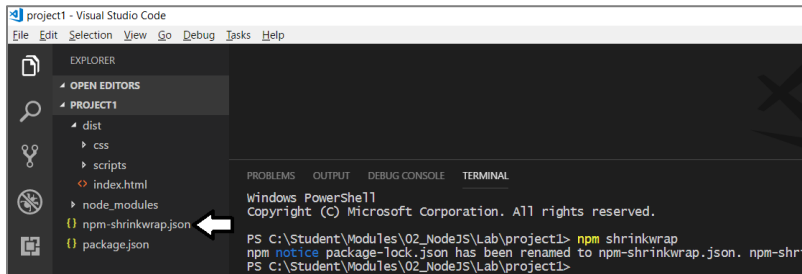 project1 - Visual Studio Code
File Edit Selection View Go Debug Tasks Help
EXPLORER
OPEN EDITORS
PROJECT1
dist
css
scripts
index.html
node_modules
npm-shrinkwrap.json
package.json
PROBLEMS OUTPUT DEBUG CONSOLE TERMINAL
Windows PowerShell
Copyright (C) Microsoft Corporation. All rights reserved.
PS C:\Student\Modules\02_NodeJS\Lab\project1> npm shrinkwrap
npm notice package-lock.json has been renamed to npm-shrinkwrap.json. npm-shri
PS C:\Student\Modules\02_NodeJS\Lab\project1>